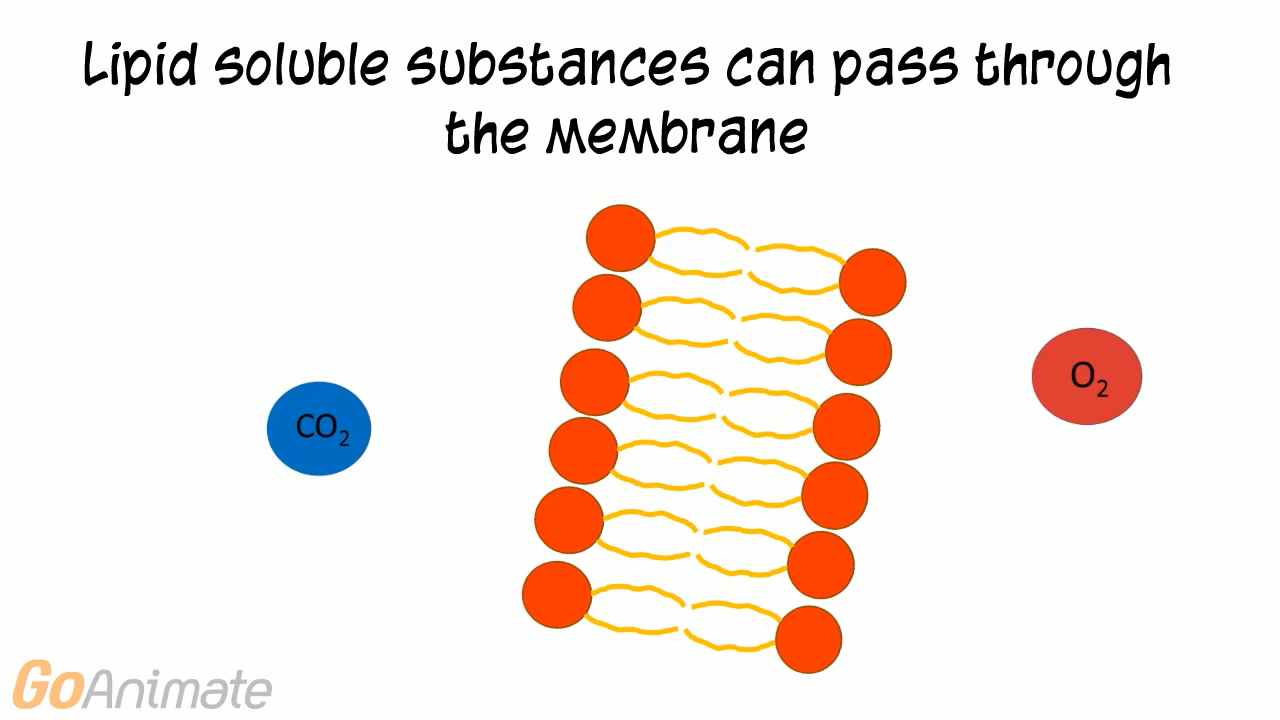 Lipid soluble substances can pass through
the membrane
O₂
CO₂
GoAnimate